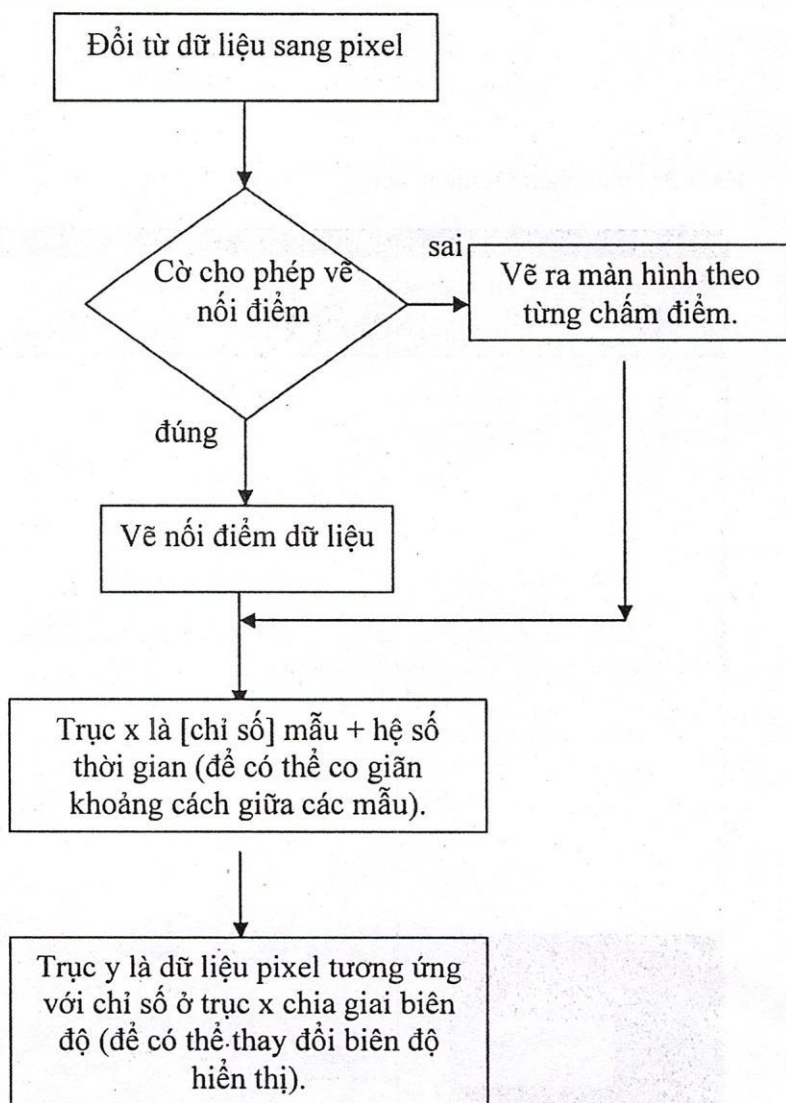 Đổi từ dữ liệu sang pixel
Cờ cho phép vẽ
nối điểm
sai
Vẽ ra màn hình theo
từng chấm điểm.
đúng
Vẽ nối điểm dữ liệu
Trục x là [chỉ số] mẫu + hệ số
thời gian (để có thể co giãn
khoảng cách giữa các mẫu).
Trục y là dữ liệu pixel tương ứng
với chỉ số ở trục x chia giai biên
độ (để có thể thay đổi biên độ
hiển thị).